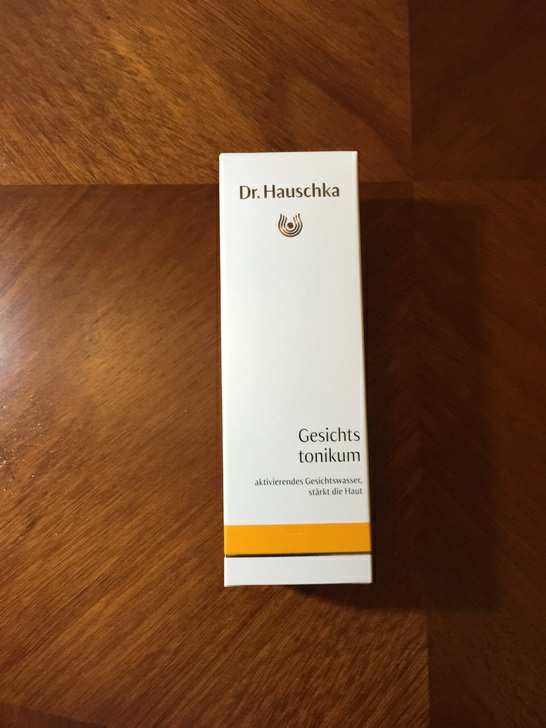 Dr. Hauschka
Gesichts
tonikum
aktivierendes Gesichtswasser,
stärkt die Haut